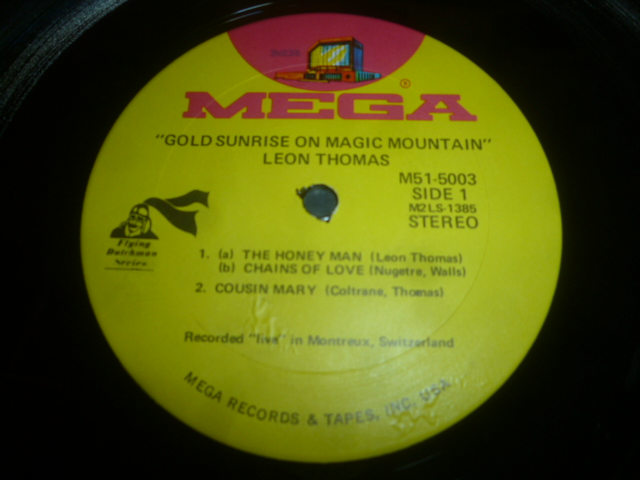 MEGA®
"GOLD SUNRISE ON MAGIC MOUNTAIN"
LEON THOMAS
M51-5003
SIDE 1
M2LS-1385
STEREO
Flying
Dutchman
Series
1. (a) THE HONEY MAN (Leon Thomas)
(b) CHAINS OF LOVE (Nugetre, Walls)
2. COUSIN MARY (Coltrane, Thomas)
Recorded "live" in Montreux, Switzerland
MEGA RECORDS & TAPES, INC. USA